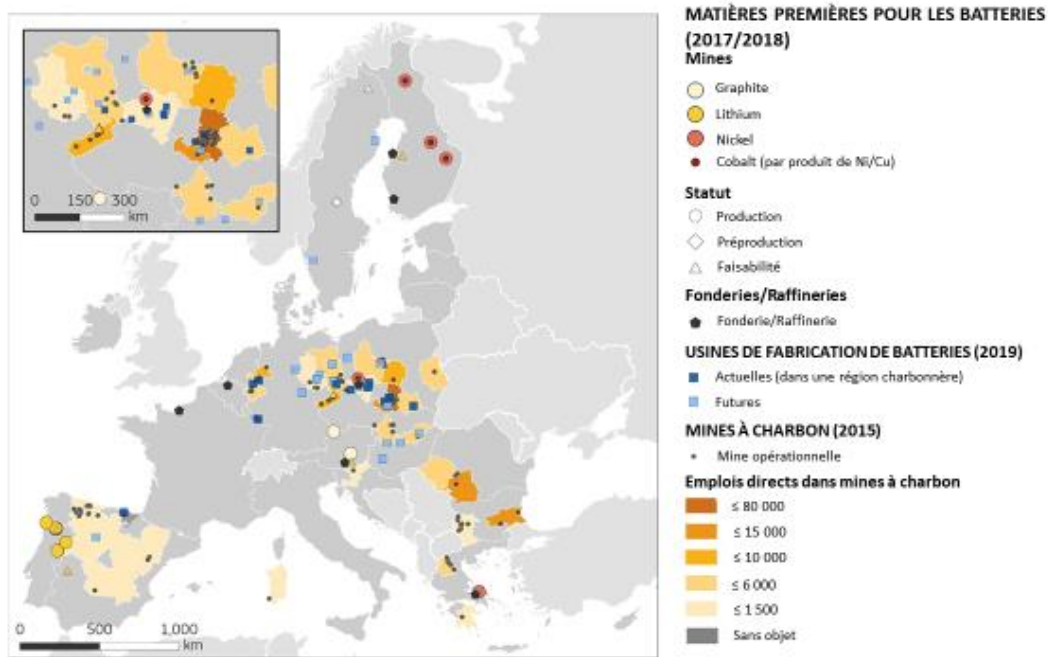 MATIÈRES PREMIÈRES POUR LES BATTERIES
(2017/2018)
Mines
Graphite
Lithium
Nickel
Cobalt (par produit de Ni/Cu)
Statut
Production
Préproduction
Faisabilité
Fonderies/Raffineries
Fonderie/Raffinerie
USINES DE FABRICATION DE BATTERIES (2019)
Actuelles (dans une région charbonnère)
Futures
MINES À CHARBON (2015)
Mine opérationnelle
Emplois directs dans mines à charbon
≤ 80 000
≤ 15 000
≤ 10 000
≤ 6 000
≤ 1 500
Sans objet
0 150 300
km
0 500 1,000
km